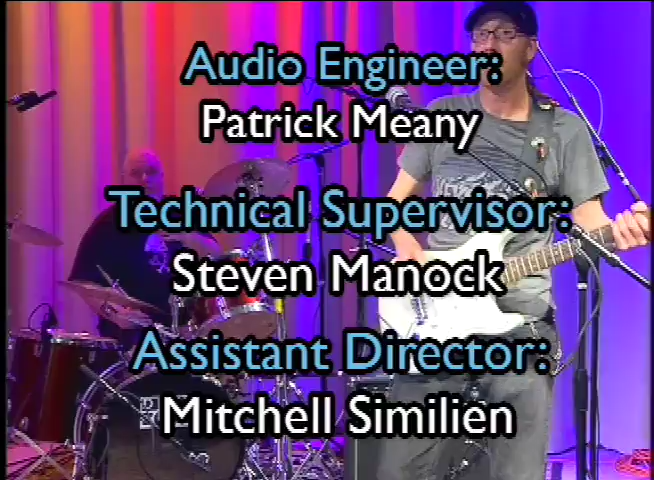 Audio Engineer:
Patrick Meany
Technical Supervisor:
Steven Manock
Assistant Director:
Mitchell Similien